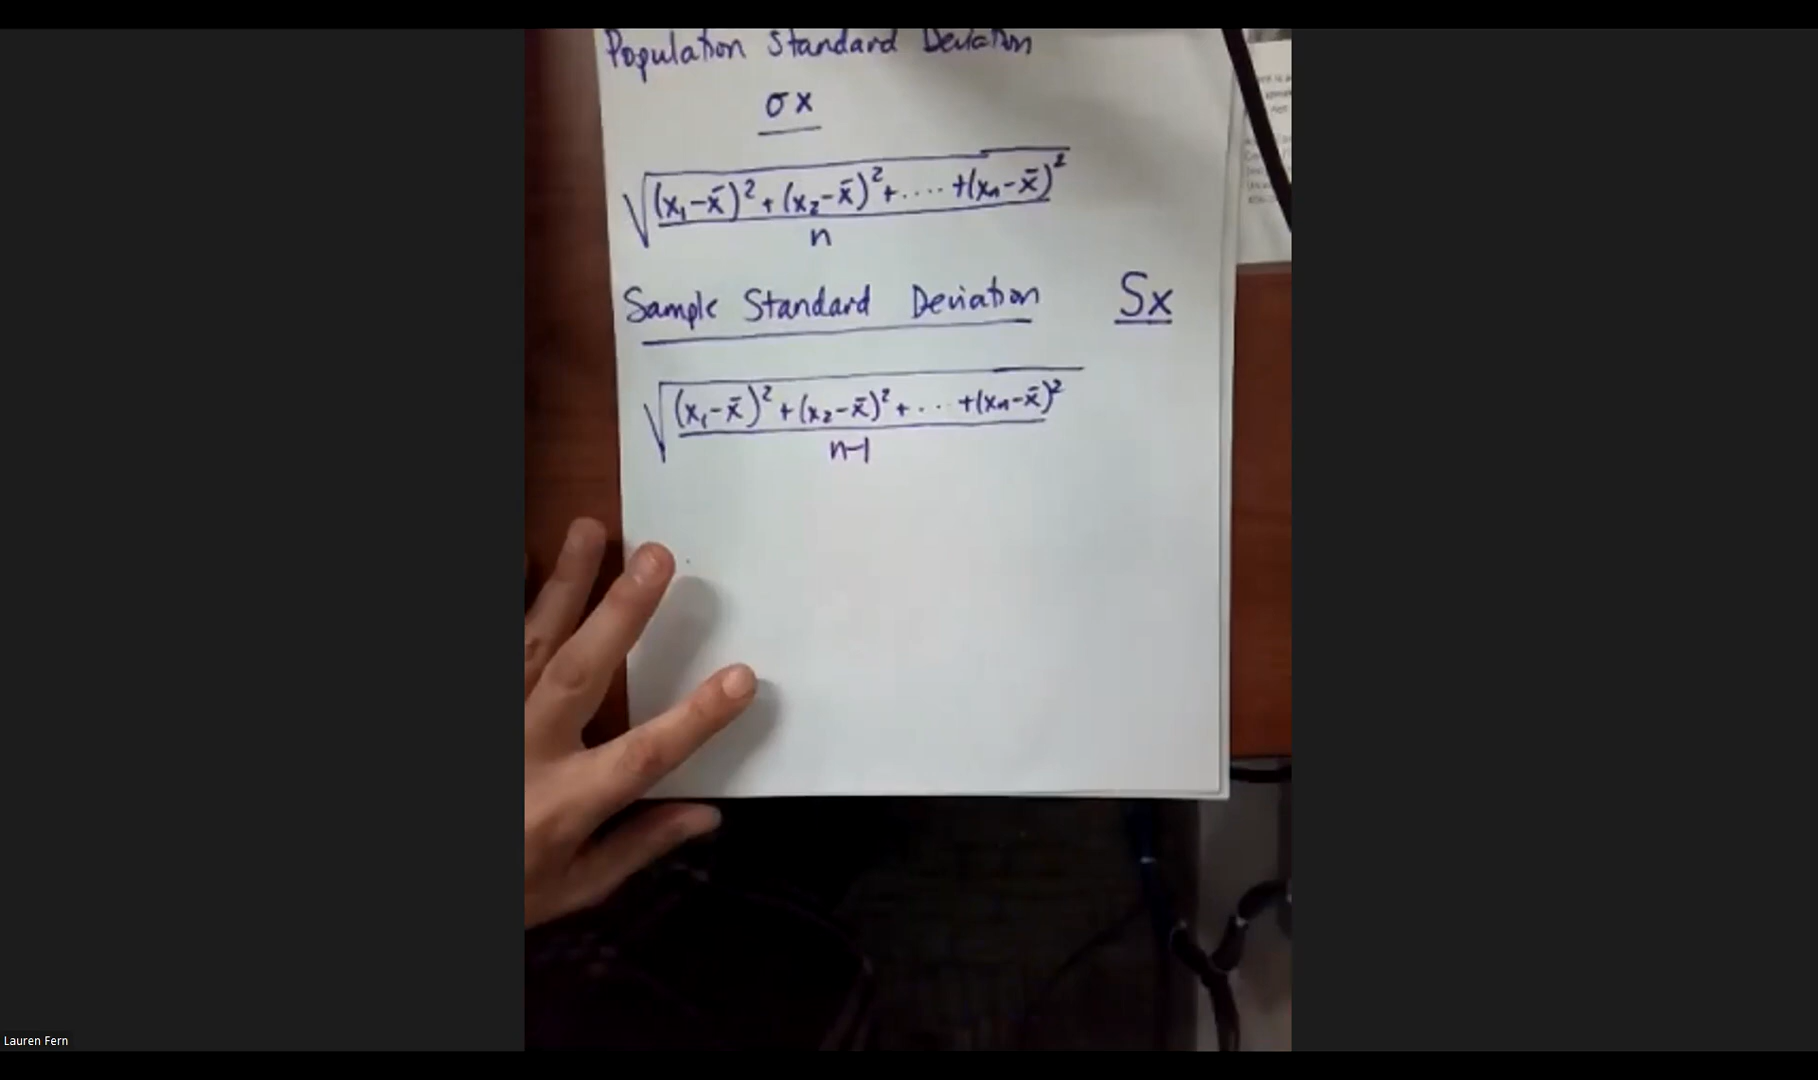 Population Standard Deviation
σx
√((x₁-x̄)²+(x₂-x̄)²+....+(xₙ-x̄)²
n
Sample Standard Deviation Sx
√((x₁-x̄)²+(x₂-x̄)²+...+(xₙ-x̄)²
n-1
Lauren Fern